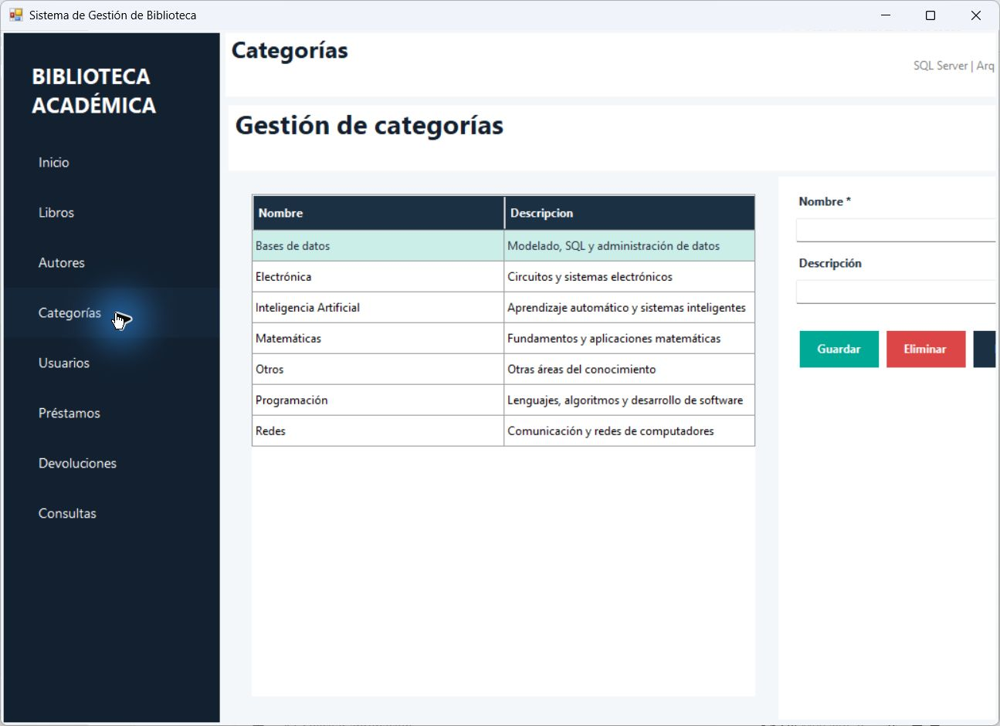 Sistema de Gestión de Biblioteca
BIBLIOTECA
ACADÉMICA
Inicio
Libros
Autores
Categorías
Usuarios
Préstamos
Devoluciones
Consultas
Categorías
SQL Server | Arq
Gestión de categorías
Nombre Descripcion
Bases de datos Modelado, SQL y administración de datos
Electrónica Circuitos y sistemas electrónicos
Inteligencia Artificial Aprendizaje automático y sistemas inteligentes
Matemáticas Fundamentos y aplicaciones matemáticas
Otros Otras áreas del conocimiento
Programación Lenguajes, algoritmos y desarrollo de software
Redes Comunicación y redes de computadores
Nombre *
Descripción
Guardar Eliminar